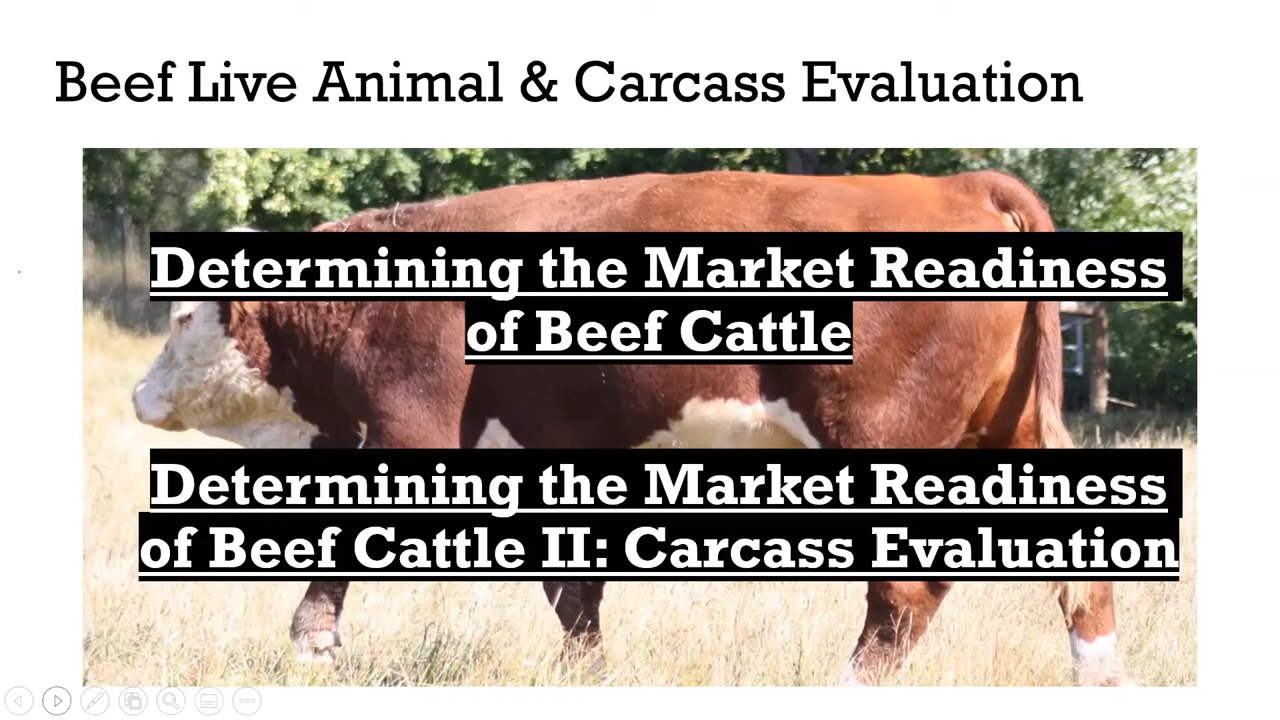 Beef Live Animal & Carcass Evaluation
Determining the Market Readiness
of Beef Cattle
Determining the Market Readiness
of Beef Cattle II: Carcass Evaluation